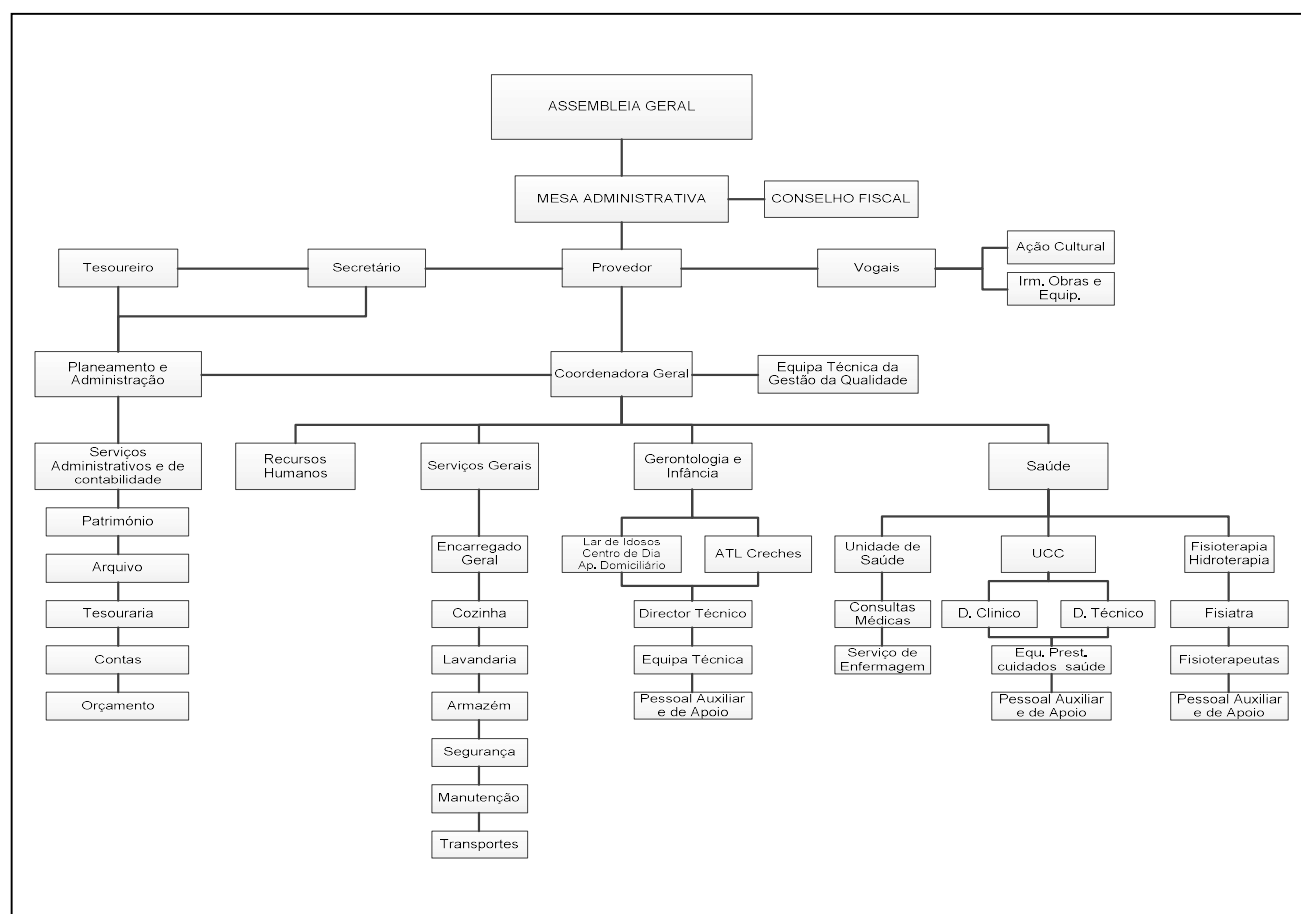 ASSEMBLEIA GERAL
MESA ADMINISTRATIVA
CONSELHO FISCAL
Tesoureiro
Secretário
Provedor
Vogais
Ação Cultural
Irm. Obras e
Equip.
Planeamento e
Administração
Coordenadora Geral
Equipa Técnica da
Gestão da Qualidade
Serviços
Administrativos e de
contabilidade
Recursos
Humanos
Serviços Gerais
Gerontologia e
Infância
Saúde
Património
Arquivo
Tesouraria
Contas
Orçamento
Encarregado
Geral
Cozinha
Lavandaria
Armazém
Segurança
Manutenção
Transportes
Lar de Idosos
Centro de Dia
Ap. Domiciliário
ATL Creches
Director Técnico
Equipa Técnica
Pessoal Auxiliar
e de Apoio
Unidade de
Saúde
Consultas
Médicas
Serviço de
Enfermagem
UCC
D. Clinico
D. Técnico
Equ. Prest.
cuidados saúde
Pessoal Auxiliar
e de Apoio
Fisioterapia
Hidroterapia
Fisiatra
Fisioterapeutas
Pessoal Auxiliar
e de Apoio